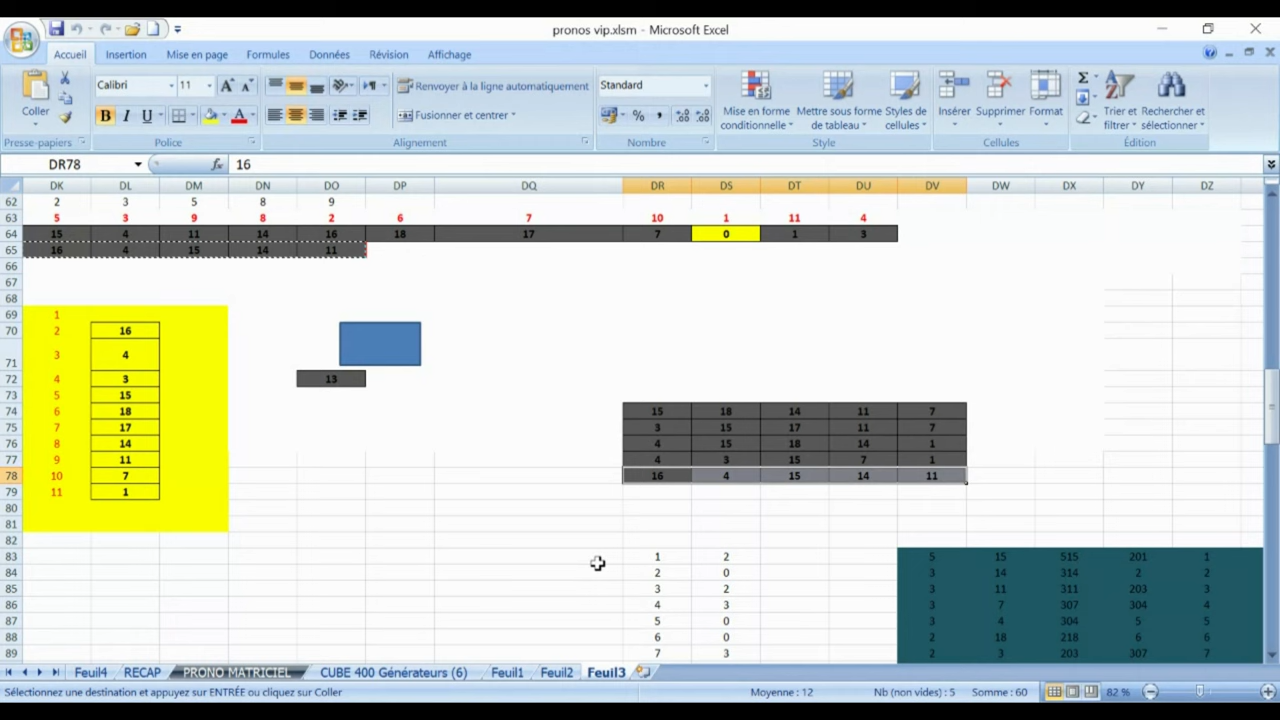 pronos vip.xlsm - Microsoft Excel
Accueil Insertion Mise en page Formules Données Révision Affichage
Coller
Calibri 11
Renvoyer à la ligne automatiquement
Standard
B I U
Fusionner et centrer
% ,
Mise en forme conditionnelle
Mettre sous forme de tableau
Styles de cellules
Insérer Supprimer Format
Trier et filtrer
Rechercher et sélectionner
Presse-papiers Police Alignement Nombre Style Cellules Édition
DR78 fx 16
DK DL DM DN DO DP DQ DR DS DT DU DV DW DX DY DZ
62 2 3 5 8 9
63 5 3 9 8 2 6 7 10 1 11 4
64 15 4 11 14 16 18 17 7 0 1 3
65 16 4 15 14 11
66
67
68
69 1
70 2 16
71 3 4
72 4 3 13
73 5 15
74 6 18 15 18 14 11 7
75 7 17 3 15 17 11 7
76 8 14 4 15 18 14 1
77 9 11 4 3 15 7 1
78 10 7 16 4 15 14 11
79 11 1
80
81
82
83 1 2 5 15 515 201 1
84 2 0 3 14 314 2 2
85 3 2 3 11 311 203 3
86 4 3 3 7 307 304 4
87 5 0 3 4 304 5 5
88 6 0 2 18 218 6 6
89 7 3 2 3 203 307 7
Feuil4 RECAP PRONO MATRICIEL CUBE 400 Générateurs (6) Feuil1 Feuil2 Feuil3
Sélectionnez une destination et appuyez sur ENTRÉE ou cliquez sur Coller Moyenne : 12 Nb (non vides) : 5 Somme : 60 82 %